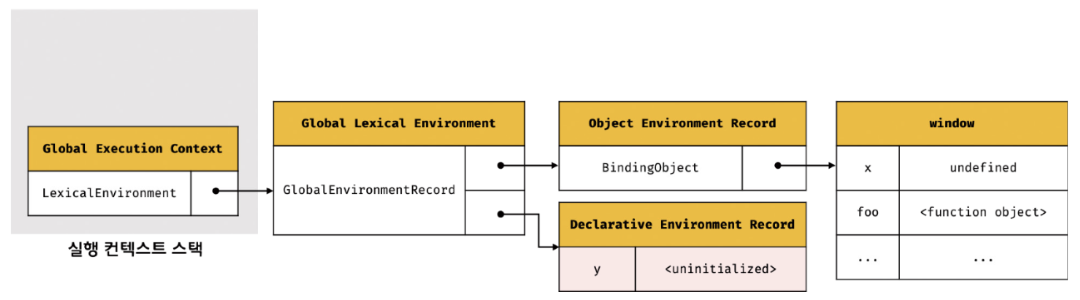 Global Execution Context
LexicalEnvironment
실행 컨텍스트 스택
Global Lexical Environment
GlobalEnvironmentRecord
Object Environment Record
BindingObject
Declarative Environment Record
y <uninitialized>
window
x undefined
foo <function object>
... ...